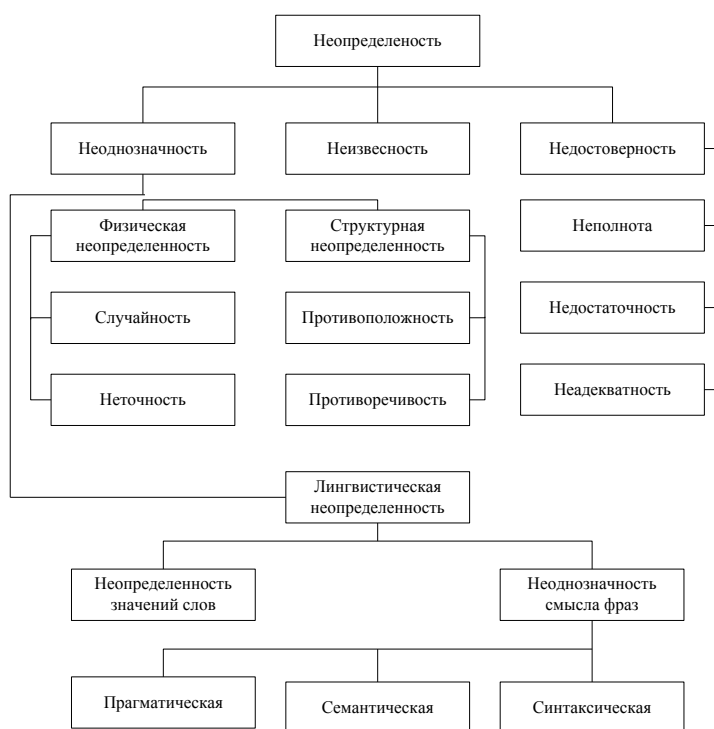 Неопределеность
Неоднозначность
Неизвесность
Недостоверность
Физическая
неопределенность
Структурная
неопределенность
Неполнота
Случайность
Противоположность
Недостаточность
Неточность
Противоречивость
Неадекватность
Лингвистическая
неопределенность
Неопределенность
значений слов
Неоднозначность
смысла фраз
Прагматическая
Семантическая
Синтаксическая